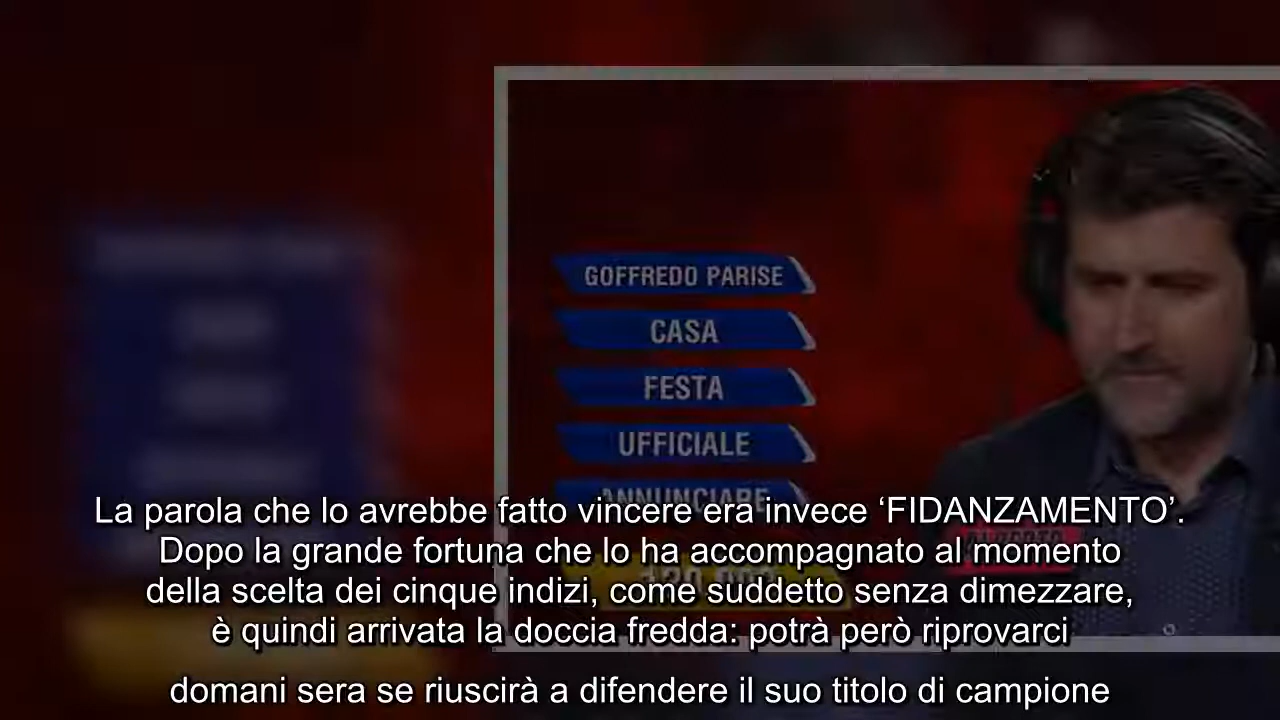 GOFFREDO PARISE
CASA
FESTA
UFFICIALE
ANNUNCIARE
La parola che lo avrebbe fatto vincere era invece ‘FIDANZAMENTO’.
Dopo la grande fortuna che lo ha accompagnato al momento
della scelta dei cinque indizi, come suddetto senza dimezzare,
è quindi arrivata la doccia fredda: potrà però riprovarci
domani sera se riuscirà a difendere il suo titolo di campione